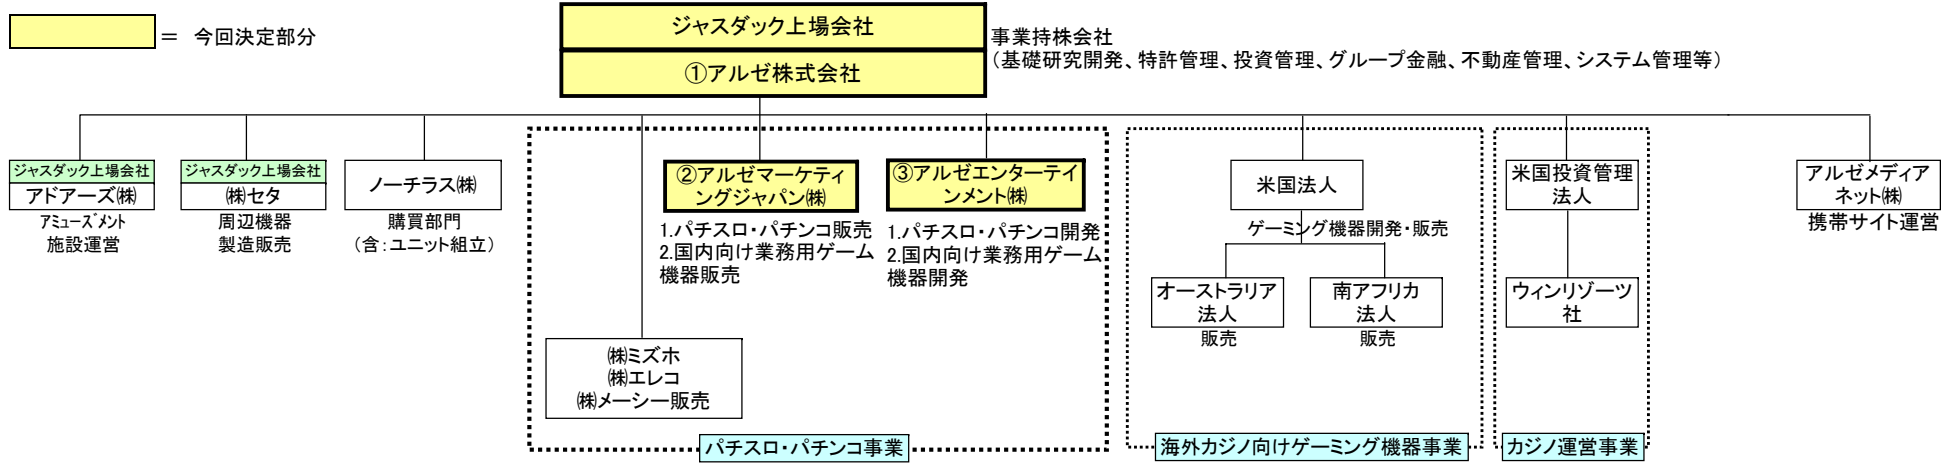 = 今回決定部分
ジャスダック上場会社
①アルゼ株式会社
事業持株会社
(基礎研究開発、特許管理、投資管理、グループ金融、不動産管理、システム管理等)
ジャスダック上場会社
アドアーズ㈱
アミューズメント
施設運営
ジャスダック上場会社
㈱セタ
周辺機器
製造販売
ノーチラス㈱
購買部門
(含:ユニット組立)
②アルゼマーケティ
ングジャパン㈱
1.パチスロ・パチンコ販売
2.国内向け業務用ゲーム
機器販売
③アルゼエンターテイ
ンメント㈱
1.パチスロ・パチンコ開発
2.国内向け業務用ゲーム
機器開発
㈱ミズホ
㈱エレコ
㈱メーシー販売
パチスロ・パチンコ事業
米国法人
ゲーミング機器開発・販売
オーストラリア
法人
販売
南アフリカ
法人
販売
海外カジノ向けゲーミング機器事業
米国投資管理
法人
ウィンリゾーツ
社
カジノ運営事業
アルゼメディア
ネット㈱
携帯サイト運営